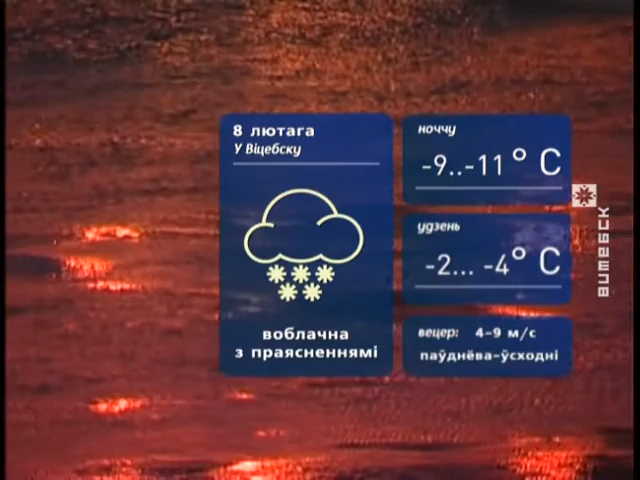 8 лютага
У Віцебску
воблачна
з праясненнямі
ноччу
-9..-11° C
удзень
-2... -4° C
вецер: 4-9 м/с
паўднёва-ўсходні
ВИТЕБСК